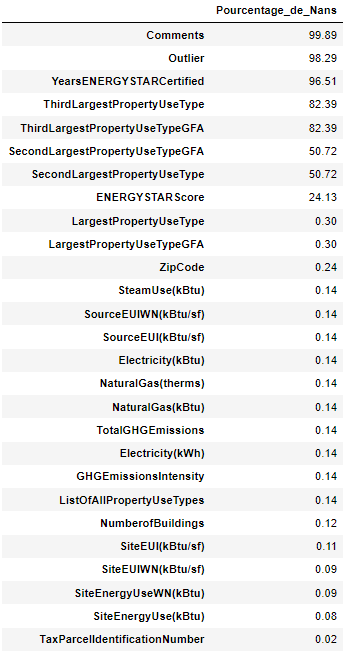 Pourcentage_de_Nans
Comments 99.89
Outlier 98.29
YearsENERGYSTARCertified 96.51
ThirdLargestPropertyUseType 82.39
ThirdLargestPropertyUseTypeGFA 82.39
SecondLargestPropertyUseTypeGFA 50.72
SecondLargestPropertyUseType 50.72
ENERGYSTARScore 24.13
LargestPropertyUseType 0.30
LargestPropertyUseTypeGFA 0.30
ZipCode 0.24
SteamUse(kBtu) 0.14
SourceEUIWN(kBtu/sf) 0.14
SourceEUI(kBtu/sf) 0.14
Electricity(kBtu) 0.14
NaturalGas(therms) 0.14
NaturalGas(kBtu) 0.14
TotalGHGEmissions 0.14
Electricity(kWh) 0.14
GHGEmissionsIntensity 0.14
ListOfAllPropertyUseTypes 0.14
NumberofBuildings 0.12
SiteEUI(kBtu/sf) 0.11
SiteEUIWN(kBtu/sf) 0.09
SiteEnergyUseWN(kBtu) 0.09
SiteEnergyUse(kBtu) 0.08
TaxParcelIdentificationNumber 0.02